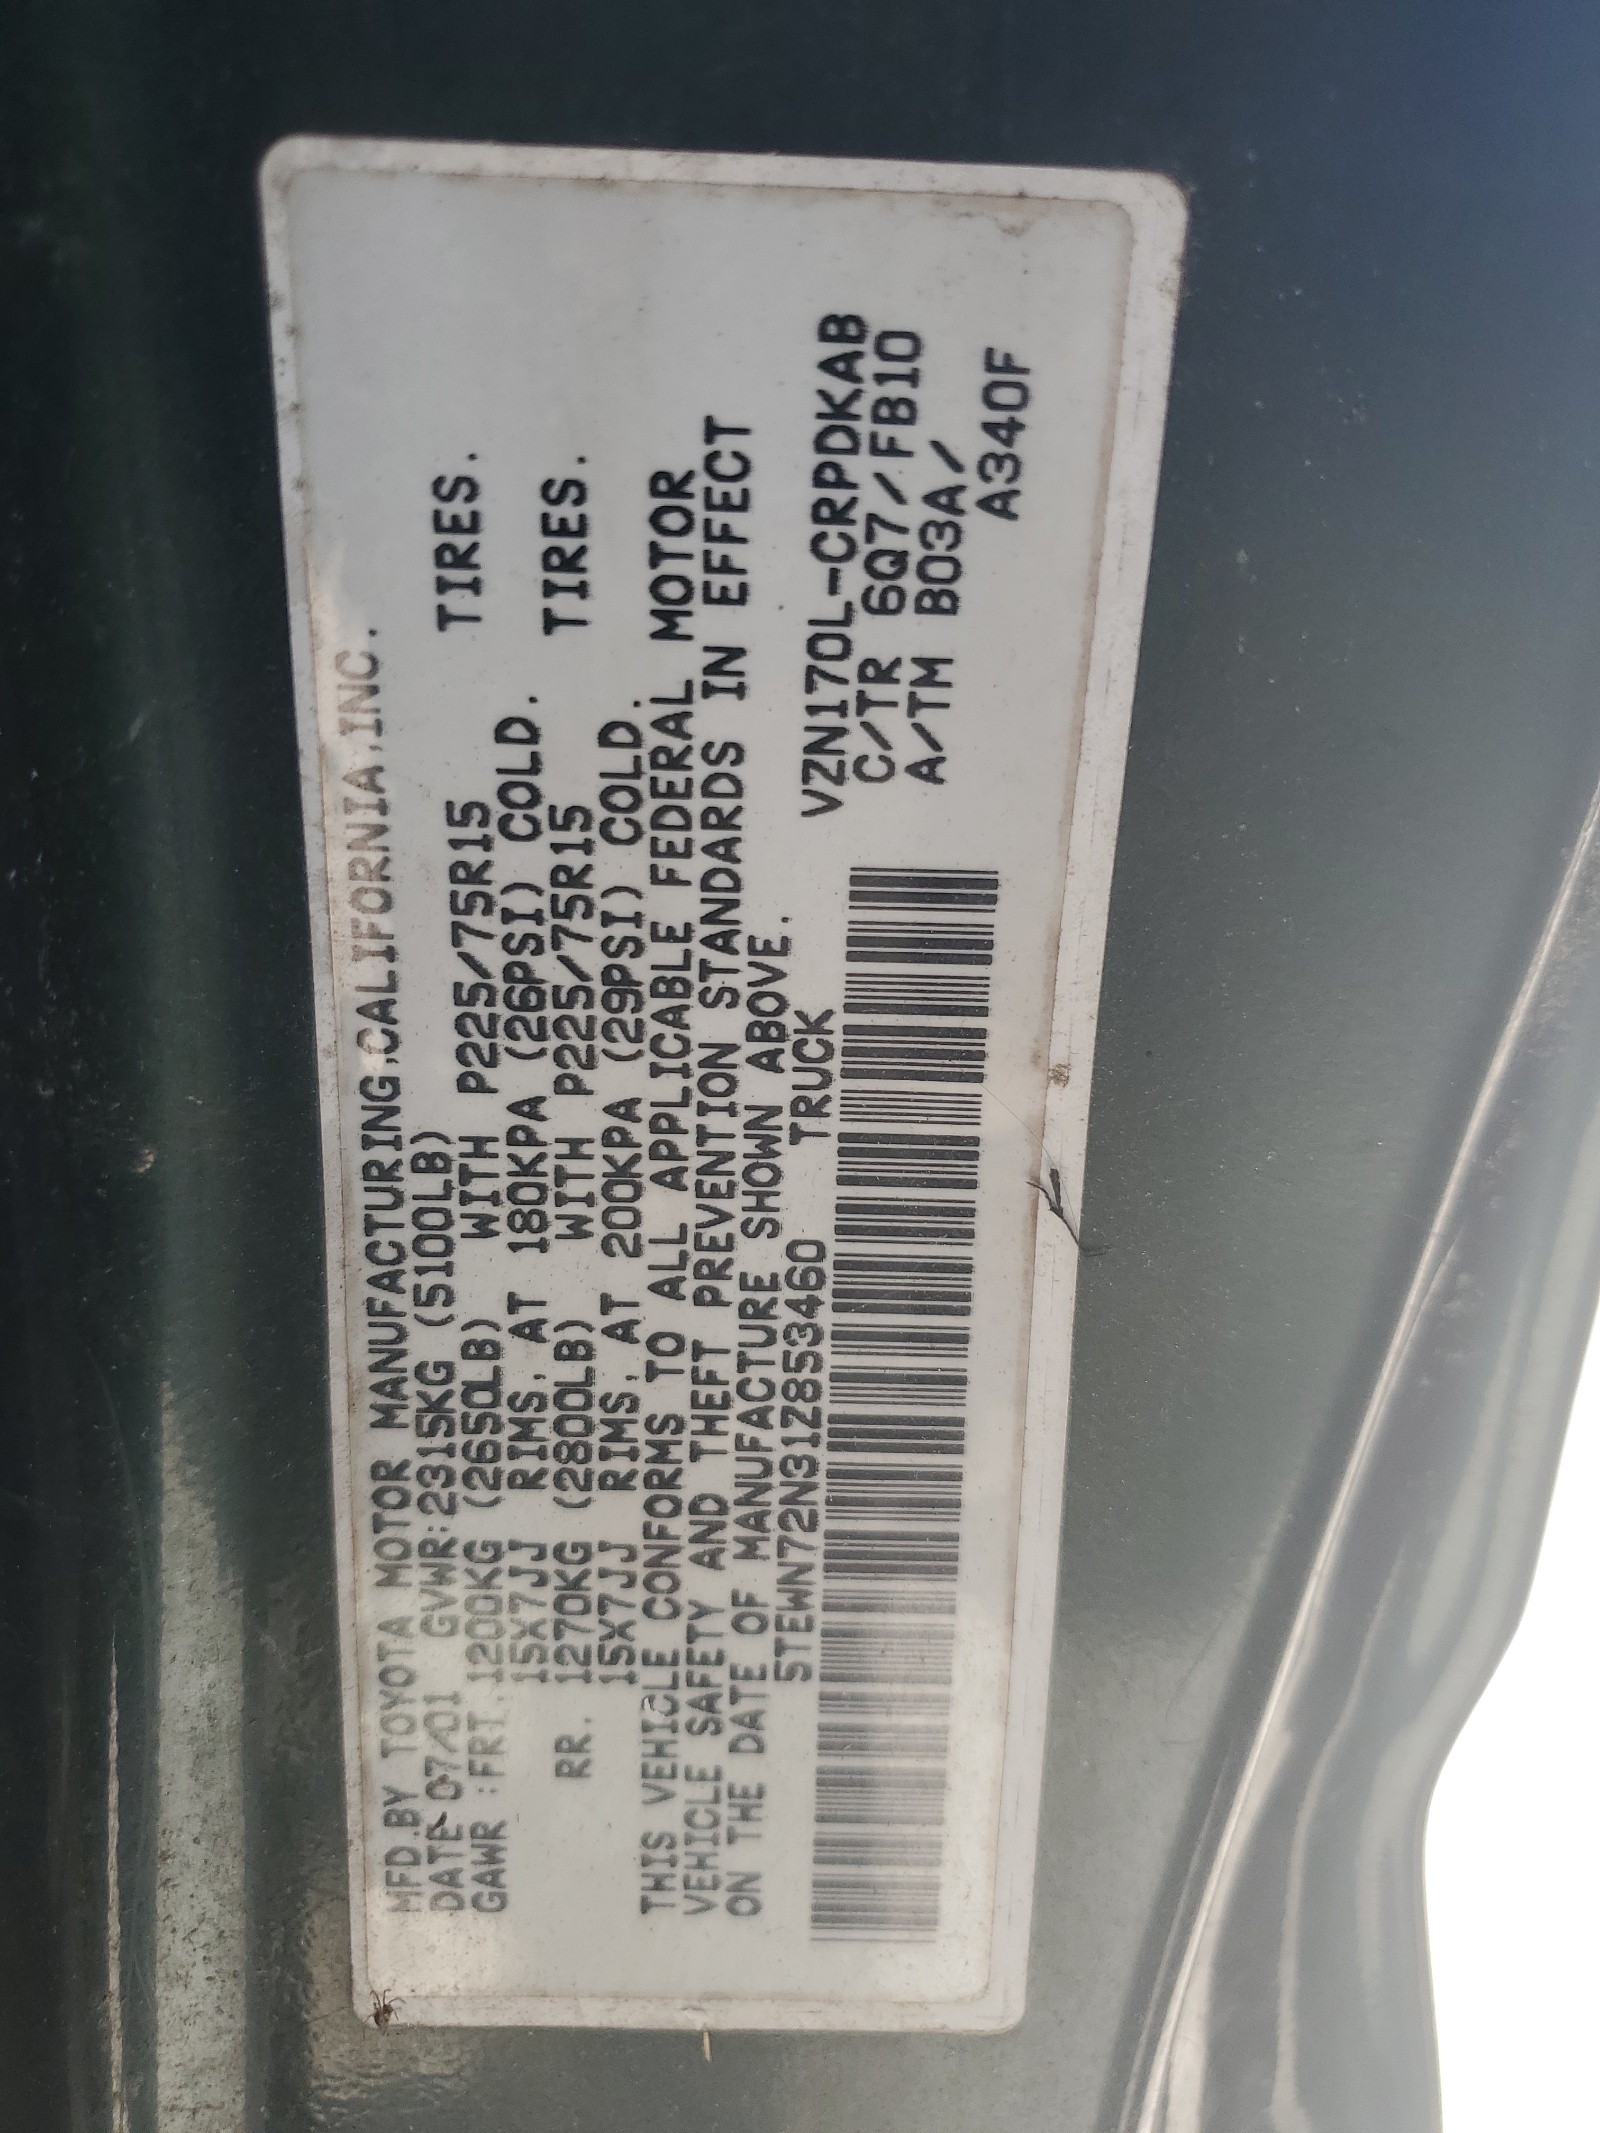 MFD.BY TOYOTA MOTOR MANUFACTURING,CALIFORNIA,INC.
DATE 07/01 GVWR:2315KG (5100LB)
GAWR :FRT.1200KG (2650LB) WITH P225/75R15 TIRES.
15X7JJ RIMS, AT 180KPA (26PSI) COLD.
RR. 1270KG (2800LB) WITH P225/75R15 TIRES.
15X7JJ RIMS, AT 200KPA (29PSI) COLD.
THIS VEHICLE CONFORMS TO ALL APPLICABLE FEDERAL MOTOR
VEHICLE SAFETY AND THEFT PREVENTION STANDARDS IN EFFECT
ON THE DATE OF MANUFACTURE SHOWN ABOVE.
5TEWN72N31Z853460 TRUCK
VZN170L-CRPDKAB
C/TR 6Q7/FB10
A/TM B03A/
A340F